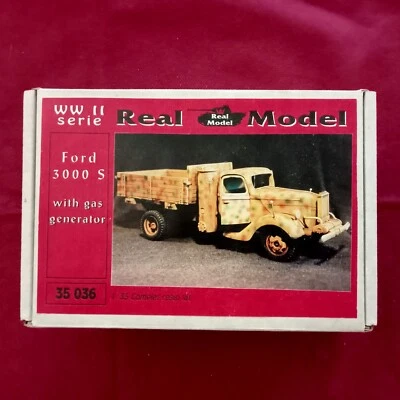 WW II
serie
Real Model
Real
Model
Ford
3000 S
with gas
generator
35 036